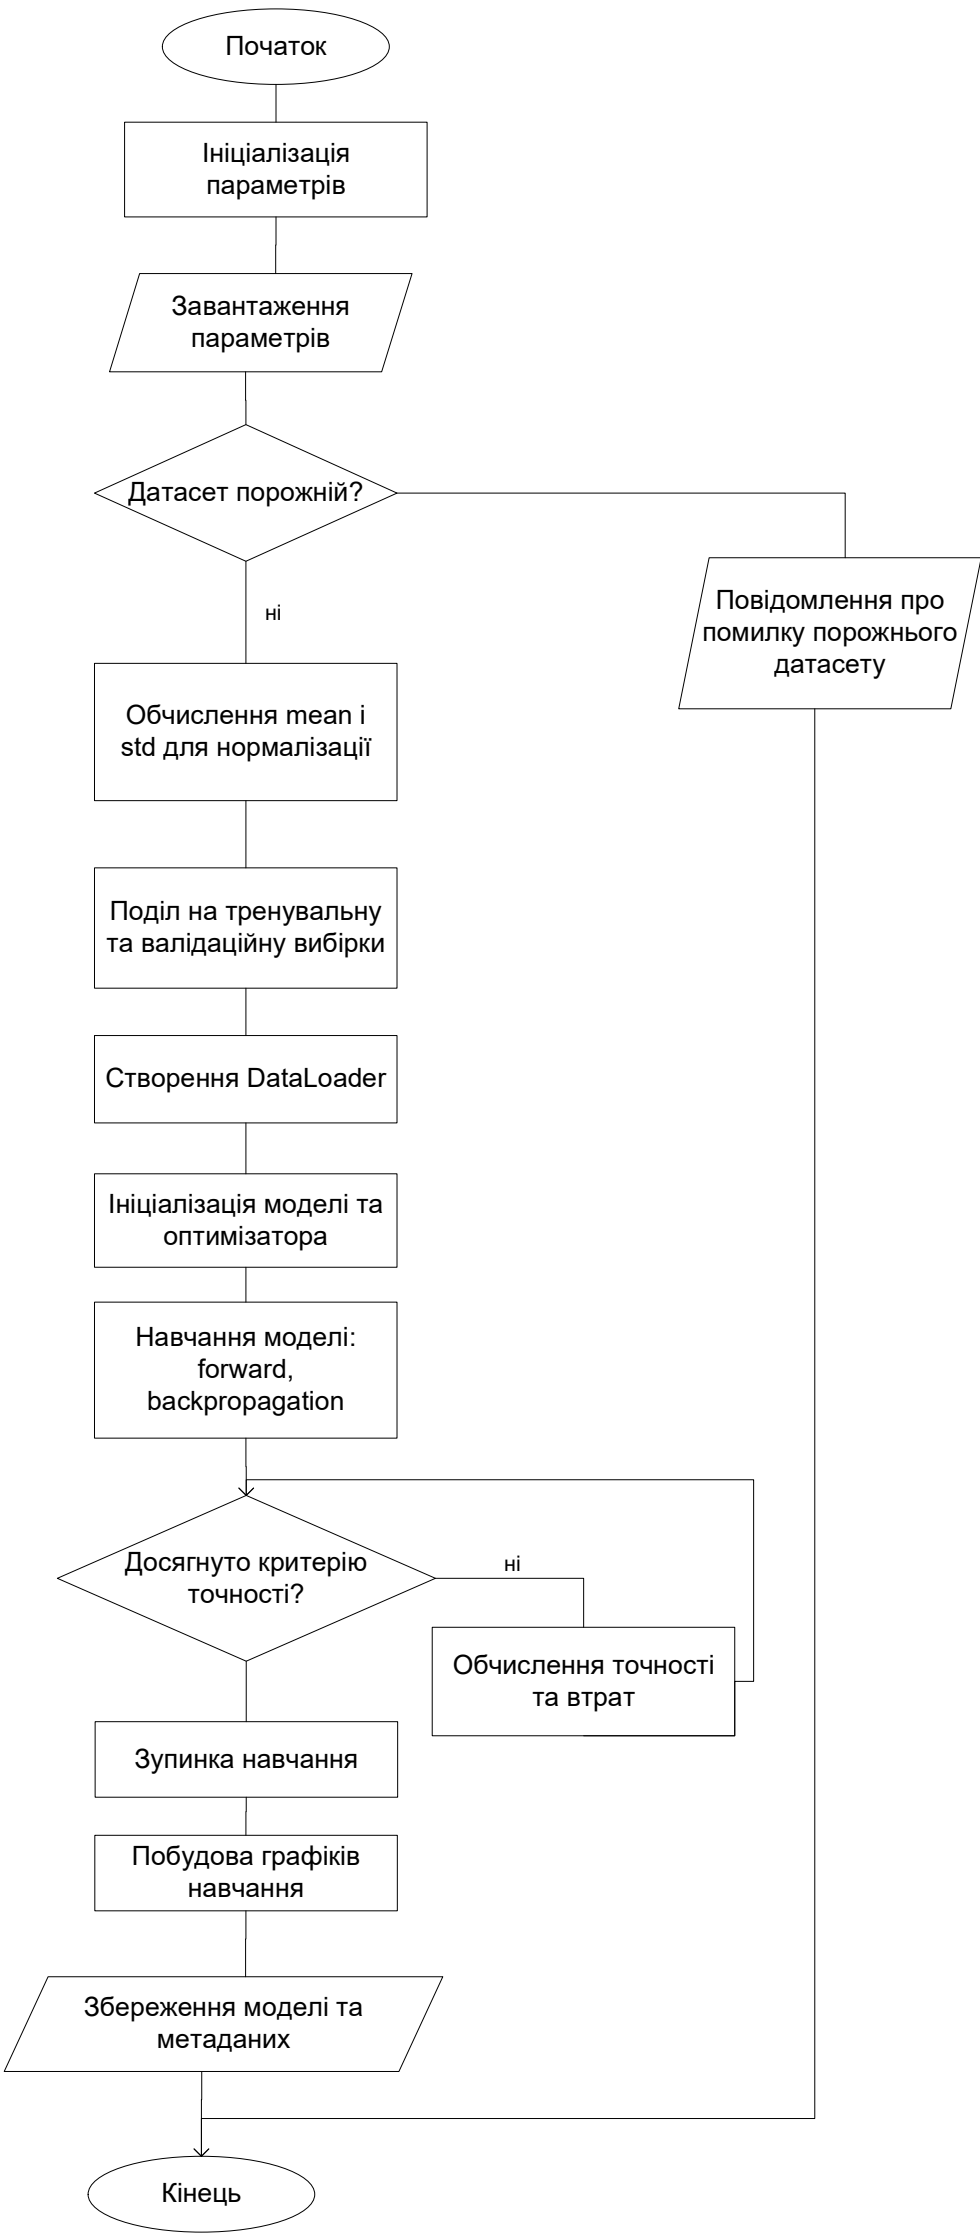 Початок
Ініціалізація
параметрів
Завантаження
параметрів
Датасет порожній?
ні
Повідомлення про
помилку порожнього
датасету
Обчислення mean і
std для нормалізації
Поділ на тренувальну
та валідаційну вибірки
Створення DataLoader
Ініціалізація моделі та
оптимізатора
Навчання моделі:
forward,
backpropagation
Досягнуто критерію
точності?
ні
Обчислення точності
та втрат
Зупинка навчання
Побудова графіків
навчання
Збереження моделі та
метаданих
Кінець